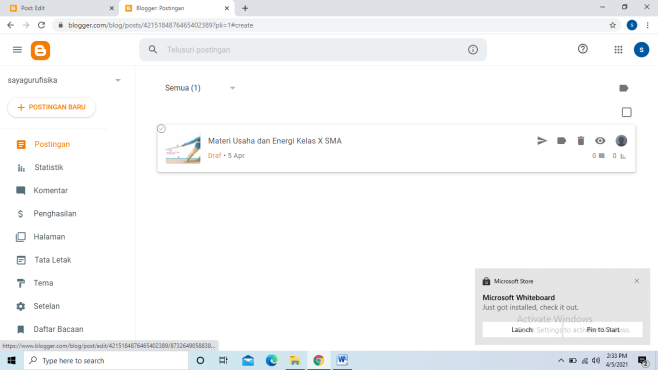 Post: Edit
Blogger: Postingan
blogger.com/blog/posts/4215184876465402389?pli=1#create
Telusuri postingan
S
sayagurufisika
Semua (1)
POSTINGAN BARU
Materi Usaha dan Energi Kelas X SMA
Draf • 5 Apr
0
0
Postingan
Statistik
Komentar
Penghasilan
Halaman
Tata Letak
Tema
Setelan
Daftar Bacaan
Microsoft Store
Microsoft Whiteboard
Just got installed, check it out.
Activate Windows
Launch
Pin to Start
Settings to activ
ows.
https://www.blogger.com/blog/post/edit/4215184876465402389/8732649058838...
Type here to search
2:33 PM
4/5/2021